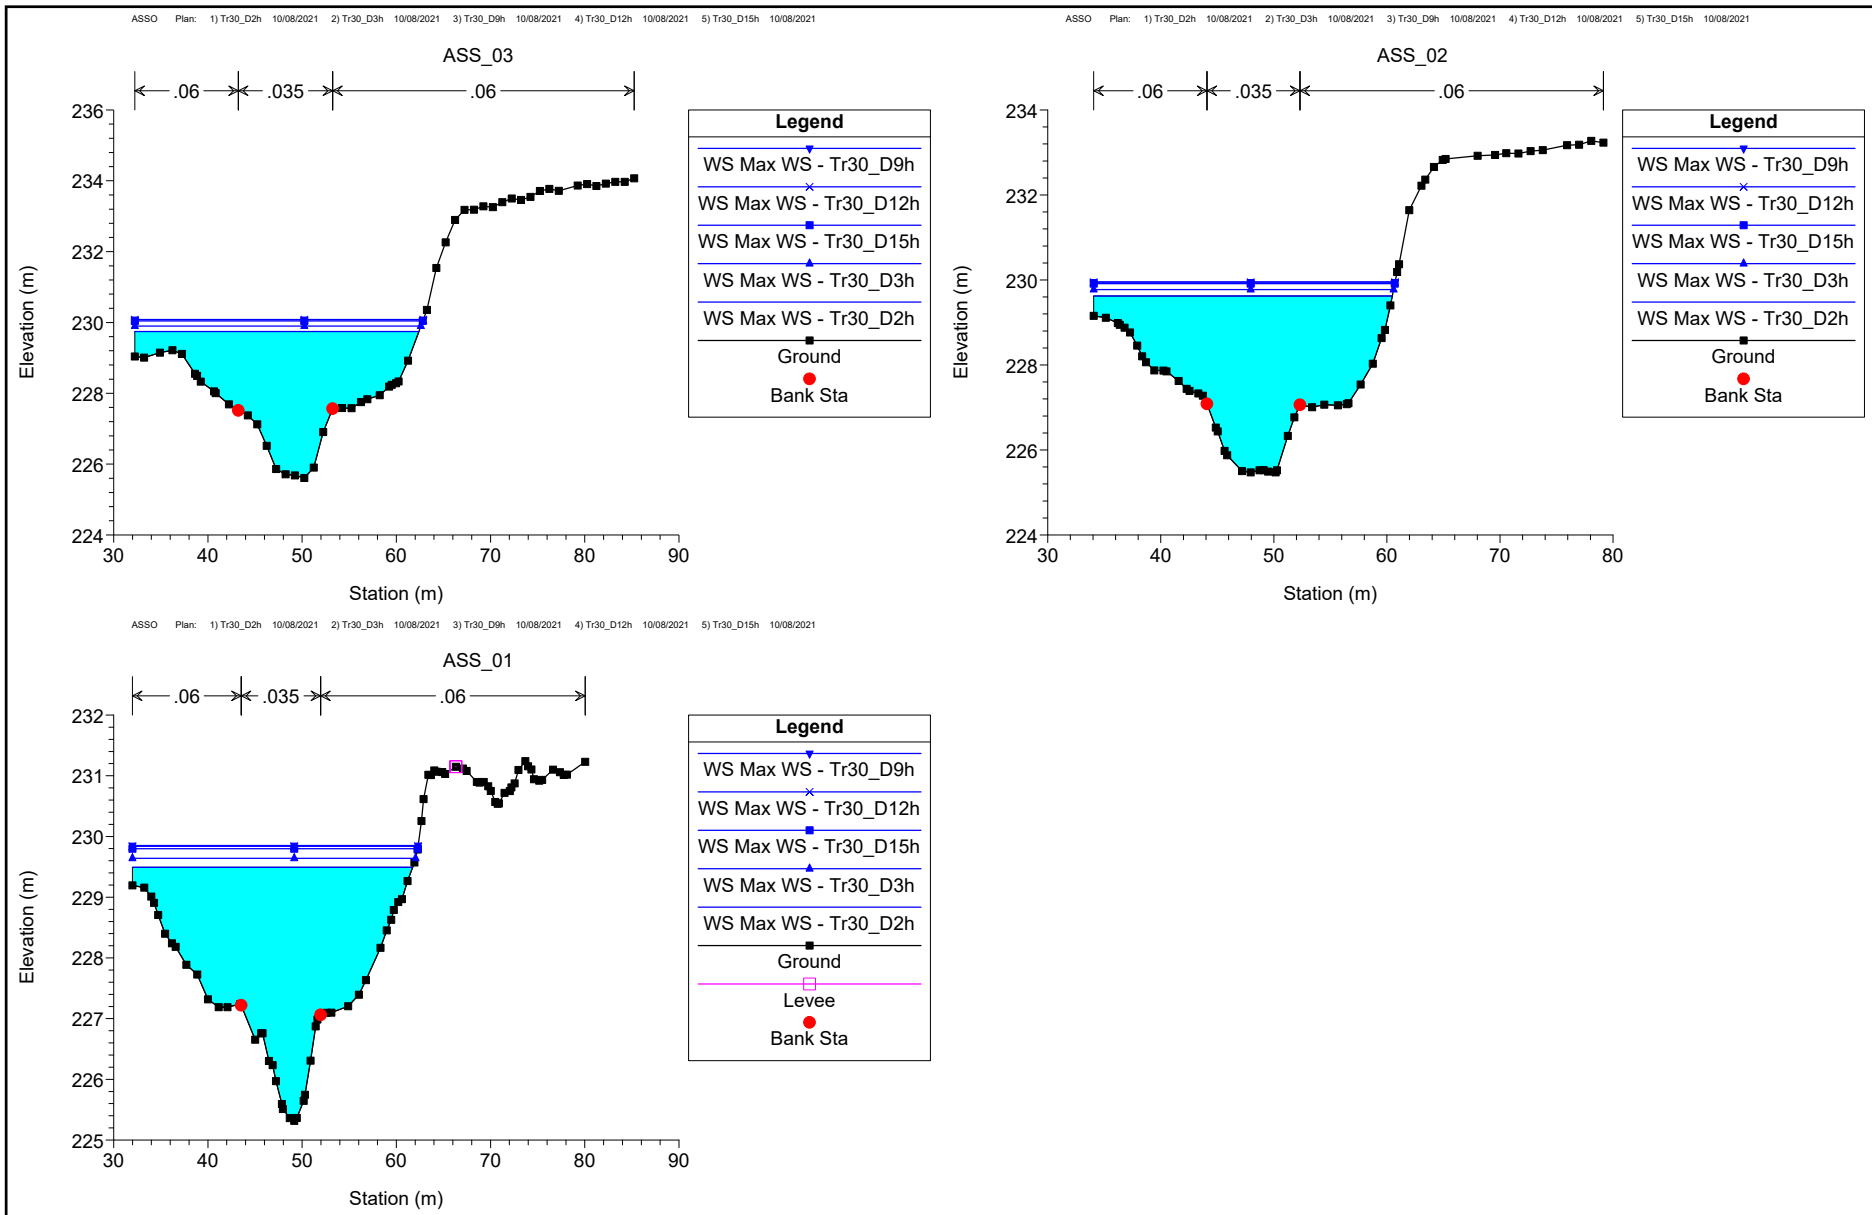 ASSO Plan: 1) Tr30_D2h 10/08/2021 2) Tr30_D3h 10/08/2021 3) Tr30_D9h 10/08/2021 4) Tr30_D12h 10/08/2021 5) Tr30_D15h 10/08/2021
ASS_03
.06 .035 .06
236
234
232
230
228
226
224
30 40 50 60 70 80 90
Elevation (m)
Station (m)
Legend
WS Max WS - Tr30_D9h
WS Max WS - Tr30_D12h
WS Max WS - Tr30_D15h
WS Max WS - Tr30_D3h
WS Max WS - Tr30_D2h
Ground
Bank Sta
ASSO Plan: 1) Tr30_D2h 10/08/2021 2) Tr30_D3h 10/08/2021 3) Tr30_D9h 10/08/2021 4) Tr30_D12h 10/08/2021 5) Tr30_D15h 10/08/2021
ASS_02
.06 .035 .06
234
232
230
228
226
224
30 40 50 60 70 80
Elevation (m)
Station (m)
Legend
WS Max WS - Tr30_D9h
WS Max WS - Tr30_D12h
WS Max WS - Tr30_D15h
WS Max WS - Tr30_D3h
WS Max WS - Tr30_D2h
Ground
Bank Sta
ASSO Plan: 1) Tr30_D2h 10/08/2021 2) Tr30_D3h 10/08/2021 3) Tr30_D9h 10/08/2021 4) Tr30_D12h 10/08/2021 5) Tr30_D15h 10/08/2021
ASS_01
.06 .035 .06
232
231
230
229
228
227
226
225
30 40 50 60 70 80 90
Elevation (m)
Station (m)
Legend
WS Max WS - Tr30_D9h
WS Max WS - Tr30_D12h
WS Max WS - Tr30_D15h
WS Max WS - Tr30_D3h
WS Max WS - Tr30_D2h
Ground
Levee
Bank Sta